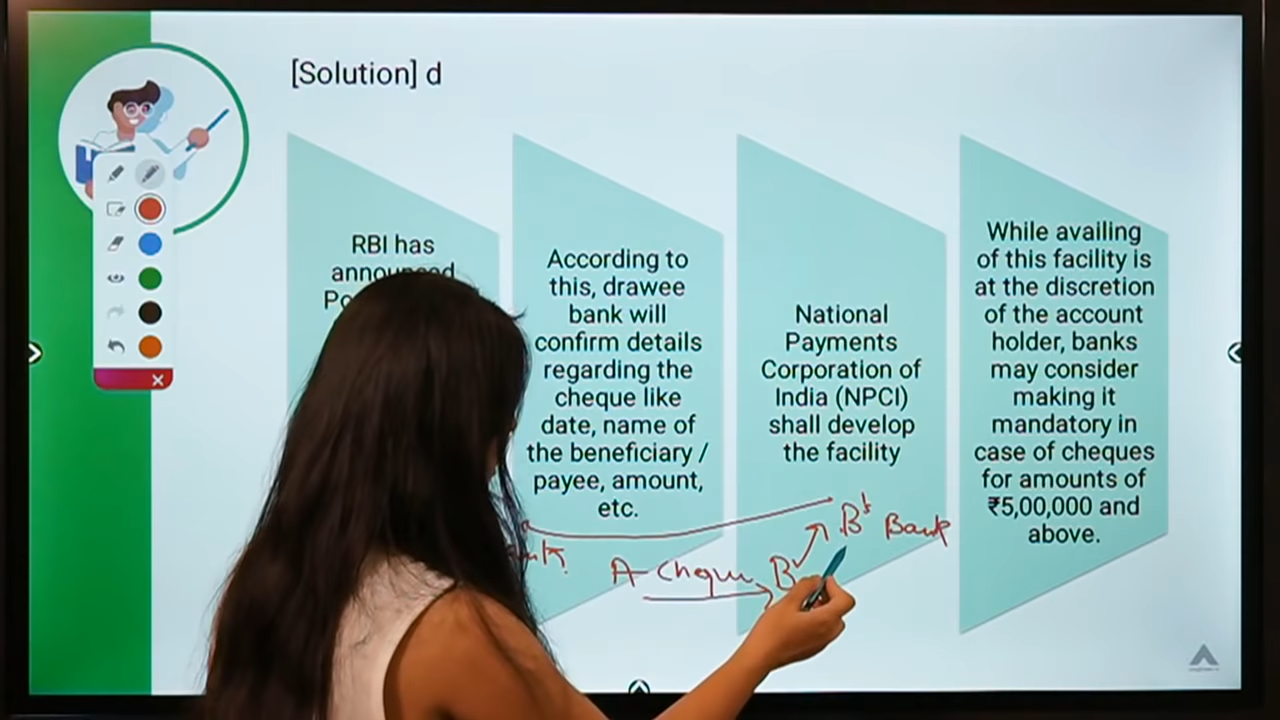 [Solution] d
RBI has
announced
According to
this, drawee
bank will
confirm details
regarding the
cheque like
date, name of
the beneficiary /
payee, amount,
etc.
National
Payments
Corporation of
India (NPCI)
shall develop
the facility
While availing
of this facility is
at the discretion
of the account
holder, banks
may consider
making it
mandatory in
case of cheques
for amounts of
₹5,00,000 and
above.
B's Bank
A Cheque B